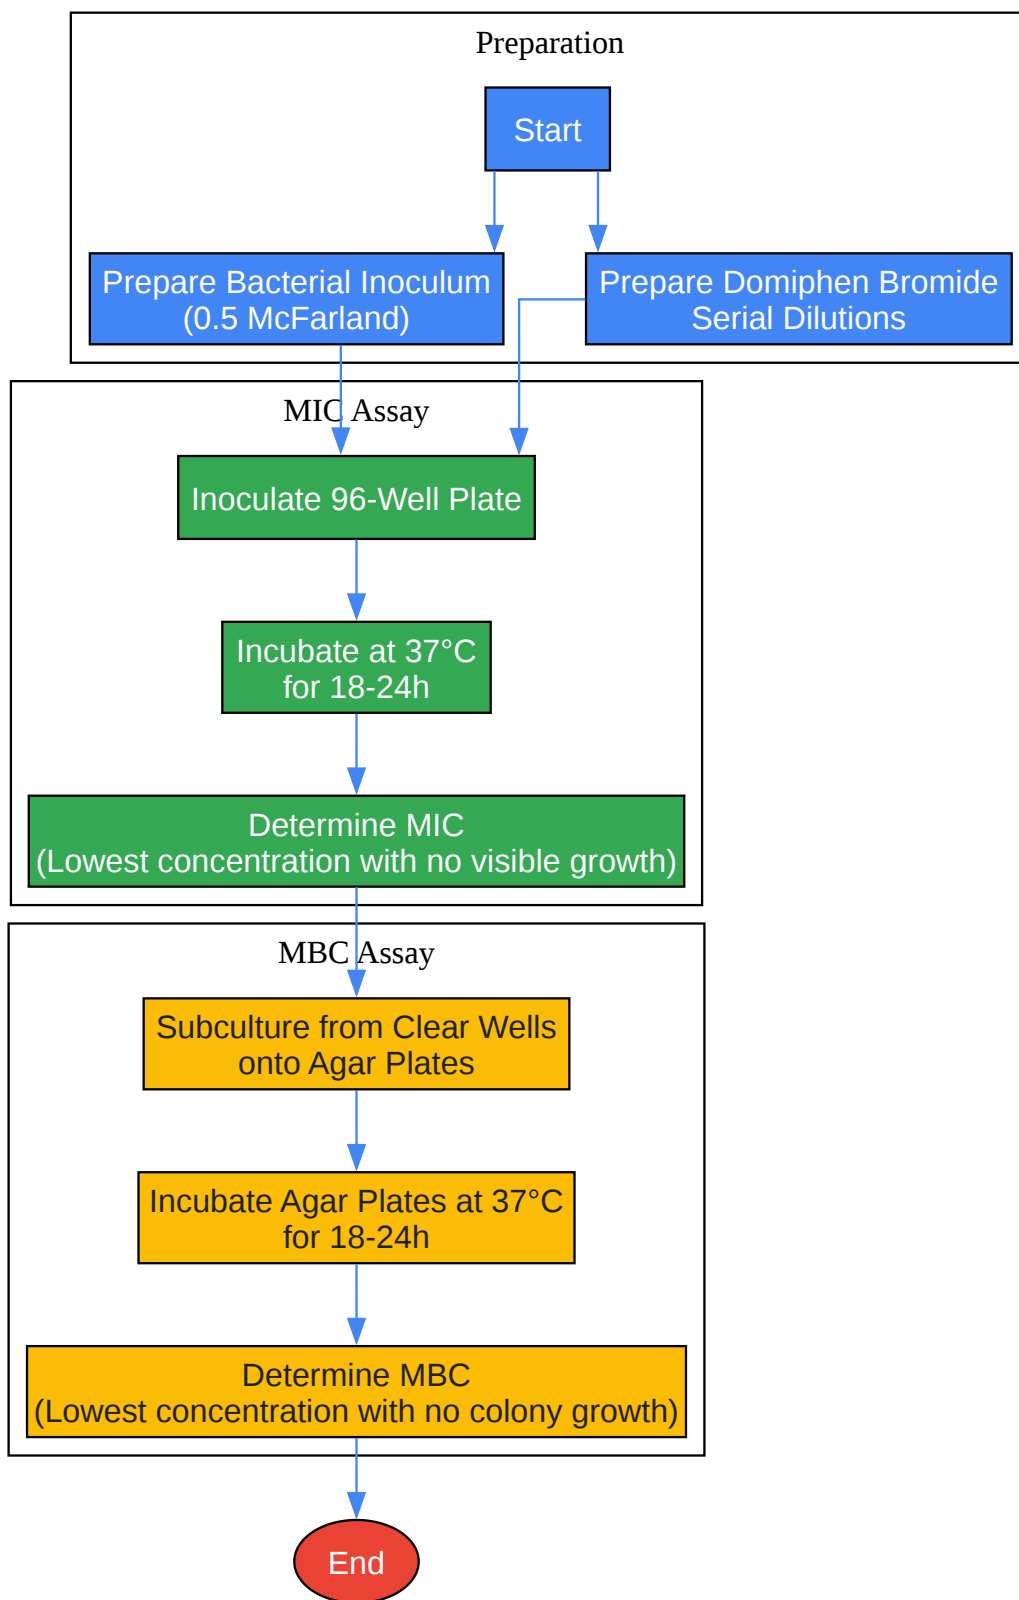 Preparation
Start
Prepare Bacterial Inoculum
(0.5 McFarland)
Prepare Domiphen Bromide
Serial Dilutions
MIC Assay
Inoculate 96-Well Plate
Incubate at 37°C
for 18-24h
Determine MIC
(Lowest concentration with no visible growth)
MBC Assay
Subculture from Clear Wells
onto Agar Plates
Incubate Agar Plates at 37°C
for 18-24h
Determine MBC
(Lowest concentration with no colony growth)
End